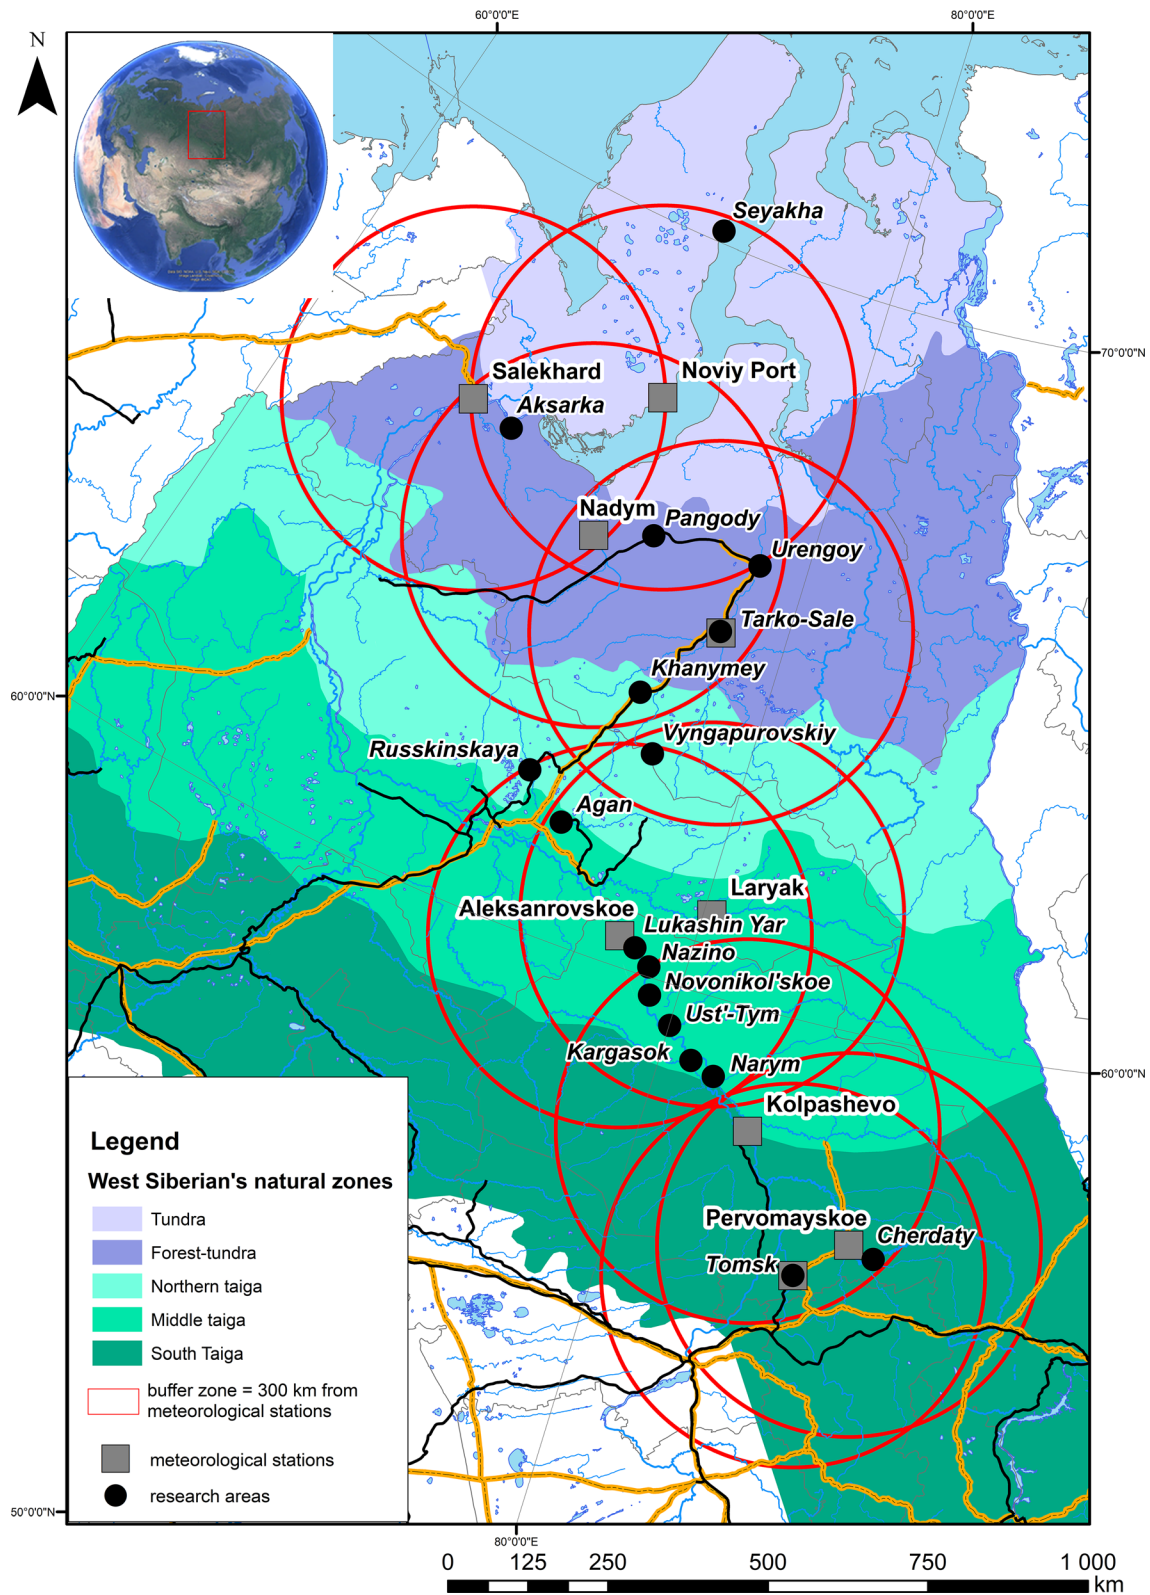 60°0'0"E
80°0'0"E
N
Seyakha
70°0'0"N
Salekhard
Noviy Port
Aksarka
Nadym
Pangody
Urengoy
Tarko-Sale
Khanymey
60°0'0"N
Vyngapurovskiy
Russkinskaya
Agan
Laryak
Aleksanrovskoe
Lukashin Yar
Nazino
Novonikol'skoe
Ust'-Tym
Kargasok
Narym
60°0'0"N
Kolpashevo
Legend
West Siberian's natural zones
Tundra
Forest-tundra
Northern taiga
Middle taiga
South Taiga
buffer zone = 300 km from
meteorological stations
meteorological stations
research areas
Pervomayskoe
Cherdaty
Tomsk
50°0'0"N
80°0'0"E
0 125 250 500 750 1 000
km